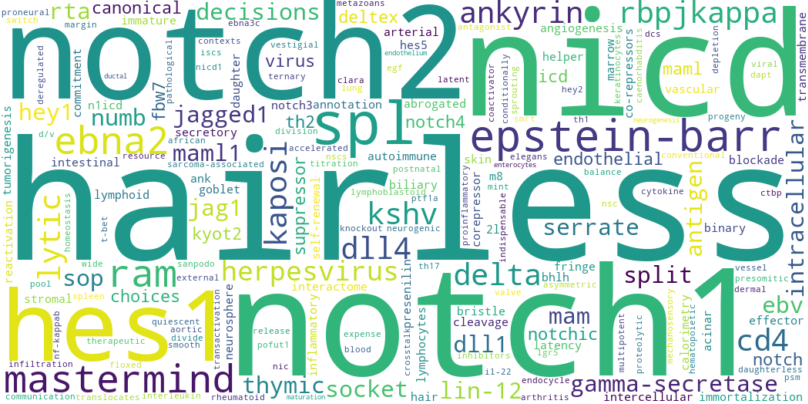 proneural rta canonical decisions metazoans deltex ankyrin rbpjkappa
switch immature ebna3c arterial antagonist angiogenesis
margin contexts vestigial hes5 endothelium helper dcs viral
notch2 nicd
deregulated commitment iscs nicd1 pathological daughter virus ternary egf latent clara lung icd marrow co-repressors keratinocytes caenorhabditis maml vascular depletion dapt transmembrane
ductal coactivator conditionally sprouting hey2 th1 neurogenesis progeny
hey1 numb n1icd fbw7 jagged1 notch3 annotation abrogated notch4
tumorigenesis d/v secretory th2 spl epstein-barr
ebna2 african division maml1 accelerated skin elegans enterocytes conventional
intestinal resource sarcoma-associated titration autoimmune endothelial blockade
hairless
lymphoid ank goblet nscs postnatal biliary m8 mint balance cytokine ctbp
lytic homeostasis reactivation jag1 kaposi suppressor self-renewal lymphoblastoid ptf1a kshv proinflammatory corepressor indispensable nsc serrate antigen binary intracellular
t-bet kyot2 knockout neurogenic 21
wide sanpodo dll4 th17 bhlh fringe vessel
sop pool ram external herpesvirus delta asymmetric split presomitic
stromal spleen choices interactome valve dermal
hes1 notch1
quiescent neurosphere transactivation inflammatory presenilin bristle mam calorimetry ebv
aortic release cleavage notchic multipotent proteolytic mechanosensory hematopoietic acinar effector
nf-kappab therapeutic divide smooth pofut1 expense crosstalk lymphocytes dll1 latency cd4
infiltration floxed nic blood inhibitors lgr5 notch
mastermind thymic socket il-22 endocycle gamma-secretase daughterless
lin-12 psm
communication translocates interleukin rheumatoid maturation hair arthritis intercellular immortalization